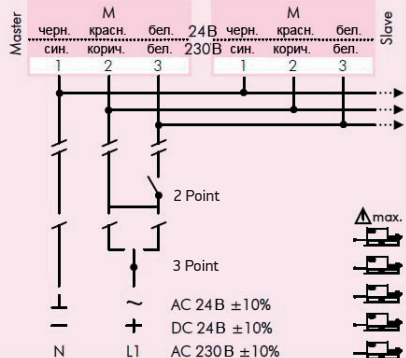 Master
M
M
Slave
черн. красн. бел. 24В черн. красн. бел.
син. корич. бел. 230В син. корич. бел.
1 2 3 1 2 3
2 Point
3 Point
max.
⊥ ~ AC 24В ±10%
− + DC 24В ±10%
N L1 AC 230В ±10%